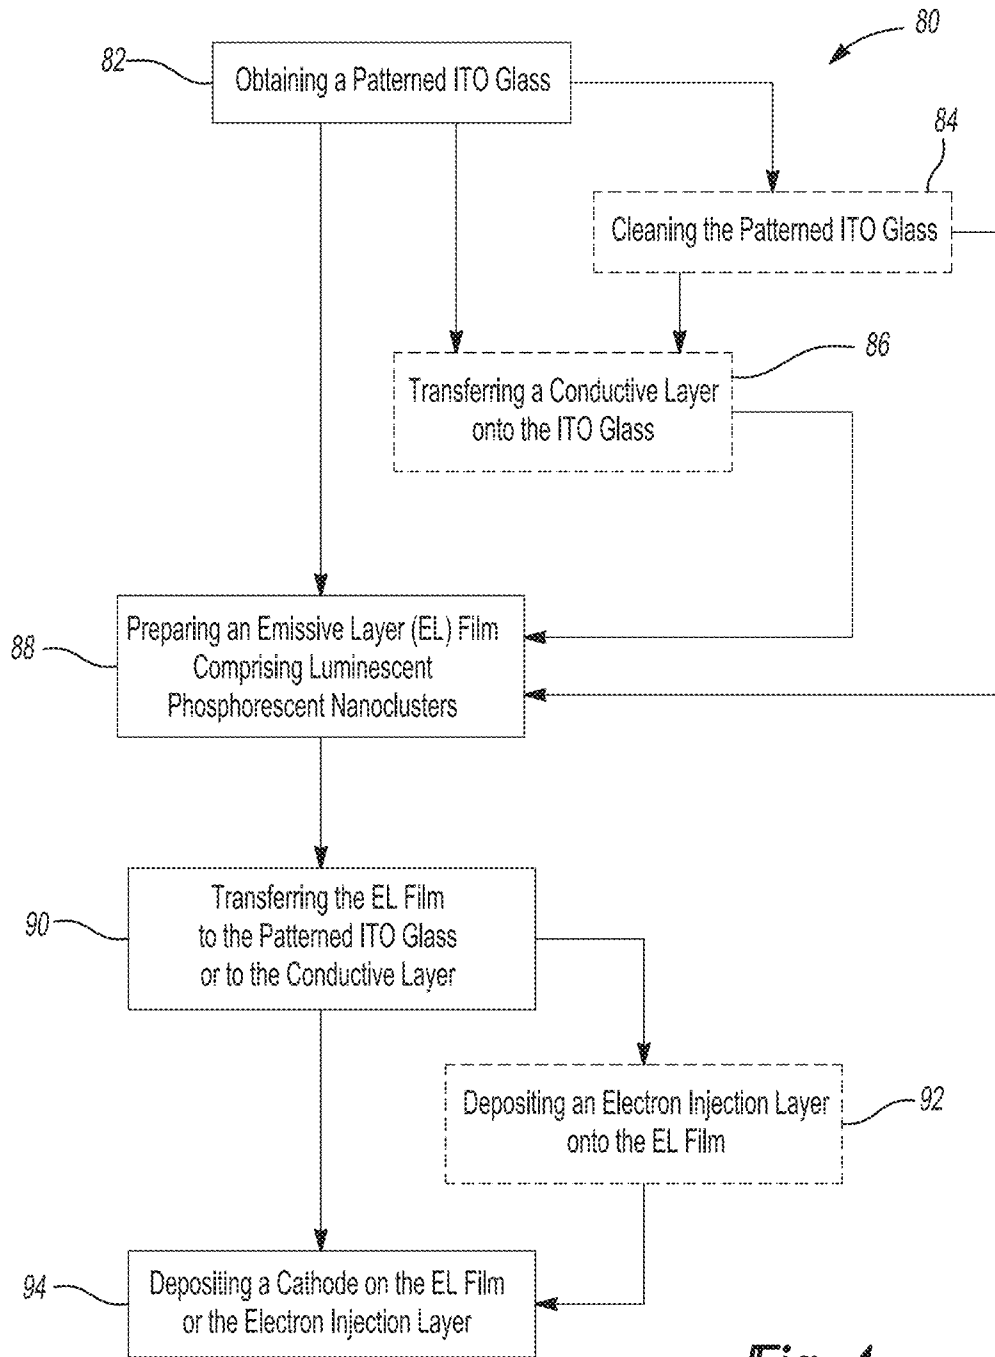 80
82
Obtaining a Patterned ITO Glass
84
Cleaning the Patterned ITO Glass
86
Transferring a Conductive Layer
onto the ITO Glass
88
Preparing an Emissive Layer (EL) Film
Comprising Luminescent
Phosphorescent Nanoclusters
90
Transferring the EL Film
to the Patterned ITO Glass
or to the Conductive Layer
92
Depositing an Electron Injection Layer
onto the EL Film
94
Depositing a Cathode on the EL Film
or the Electron Injection Layer